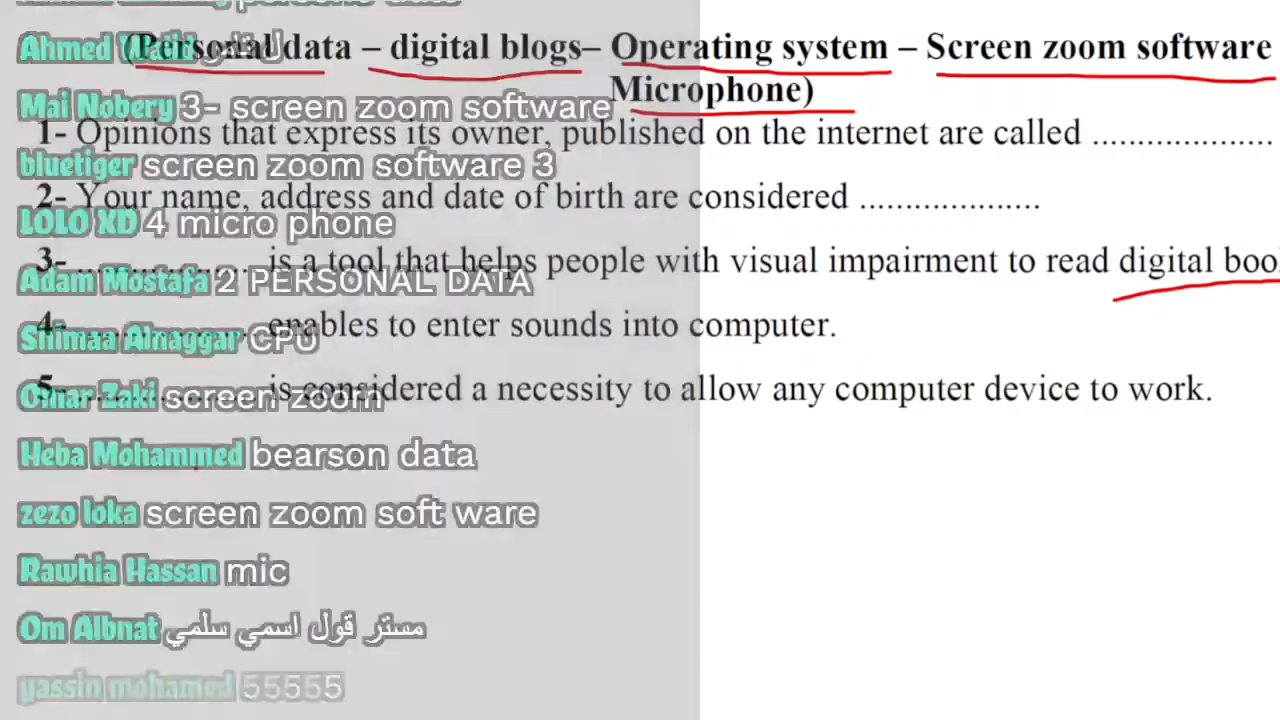 (Personal data – digital blogs– Operating system – Screen zoom software
Microphone)
1- Opinions that express its owner, published on the internet are called ...................
2- Your name, address and date of birth are considered ....................
3- .................... is a tool that helps people with visual impairment to read digital boo
4- .................... enables to enter sounds into computer.
5- .................... is considered a necessity to allow any computer device to work.
Ahmed Walid
Mai Nobery 3- screen zoom software
bluetiger screen zoom software 3
LOLO XD 4 micro phone
Adam Mostafa 2 PERSONAL DATA
Shimaa Alnaggar CPU
Omar Zaki screen zoom
Heba Mohammed bearson data
zezo loka screen zoom soft ware
Rawhia Hassan mic
Om Albnat مستر قول اسمي سلمي
yassin mohamed 55555